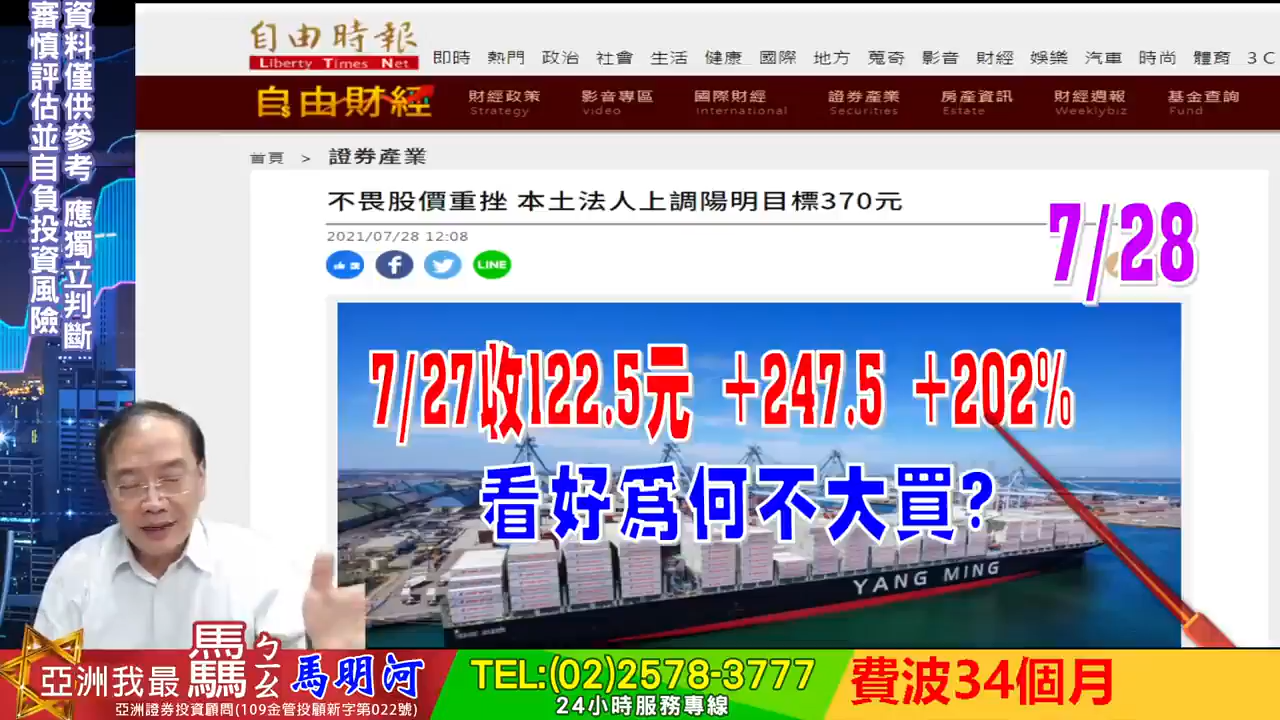 資料僅供參考 應獨立判斷
審慎評估並自負投資風險
自由時報
Liberty Times Net
即時 熱門 政治 社會 生活 健康 國際 地方 蒐奇 影音 財經 娛樂 汽車 時尚 體育 3C
自由財經
財經政策 影音專區 國際財經 證券產業 房產資訊 財經週報 基金查詢
Strategy video International Securities Estate Weeklybiz Fund
首頁 > 證券產業
不畏股價重挫 本土法人上調陽明目標370元
2021/07/28 12:08
LINE
7/28
7/27收122.5元 +247.5 +202%
看好為何不大買?
YANG MING
亞洲我最驫ㄅㄧㄠ馬明河
亞洲證券投資顧問(109金管投顧新字第022號)
TEL:(02)2578-3777
24小時服務專線
費波34個月